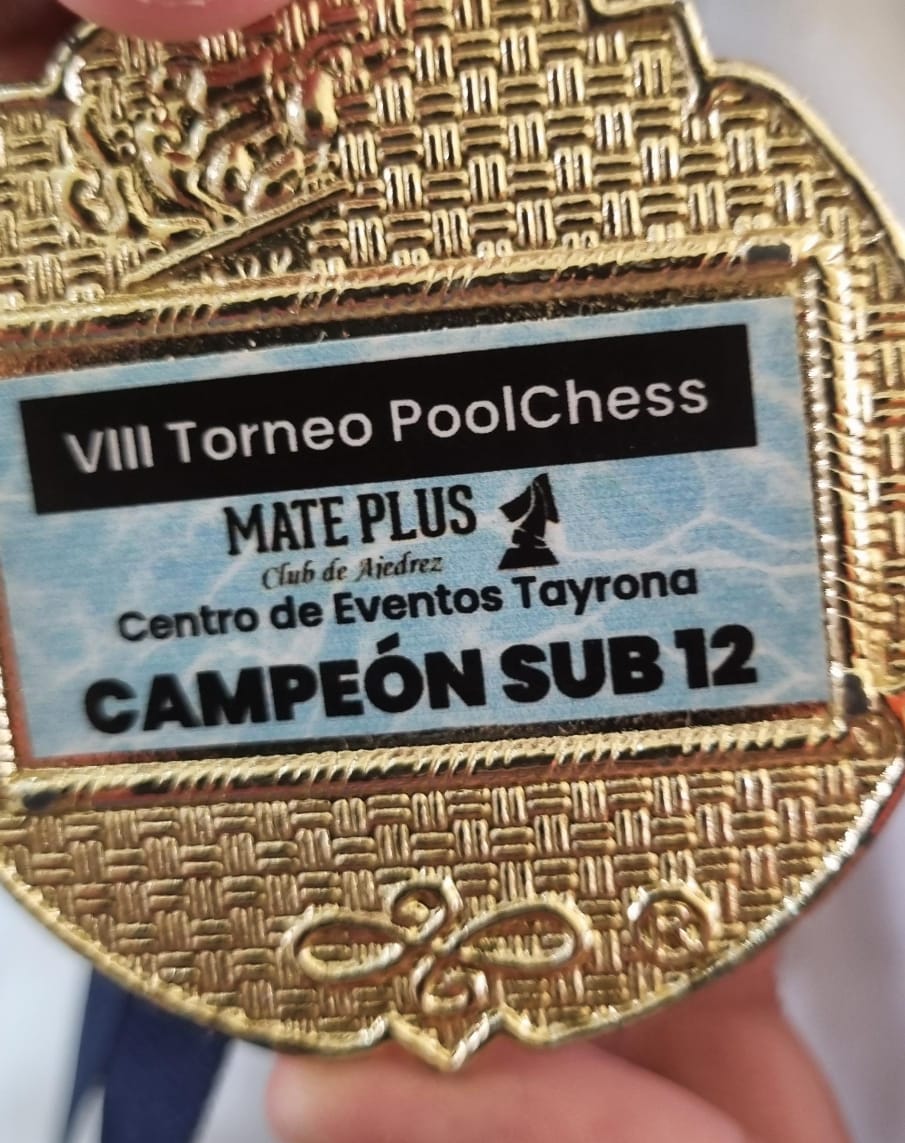 VIII Torneo PoolChess
MATE PLUS
Club de Ajedrez
Centro de Eventos Tayrona
CAMPEÓN SUB 12
®